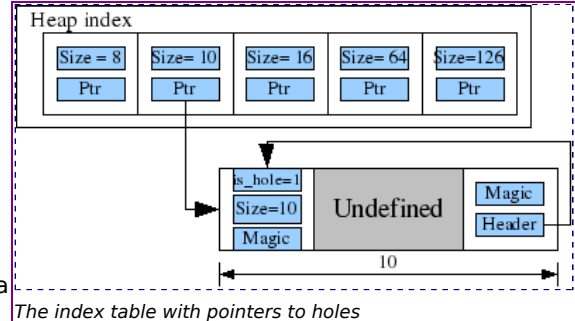 Heap index
Size = 8 Size= 10 Size= 16 Size= 64 Size=126
Ptr Ptr Ptr Ptr Ptr
is_hole=1
Size=10
Magic
Undefined
Magic
Header
10
a
The index table with pointers to holes